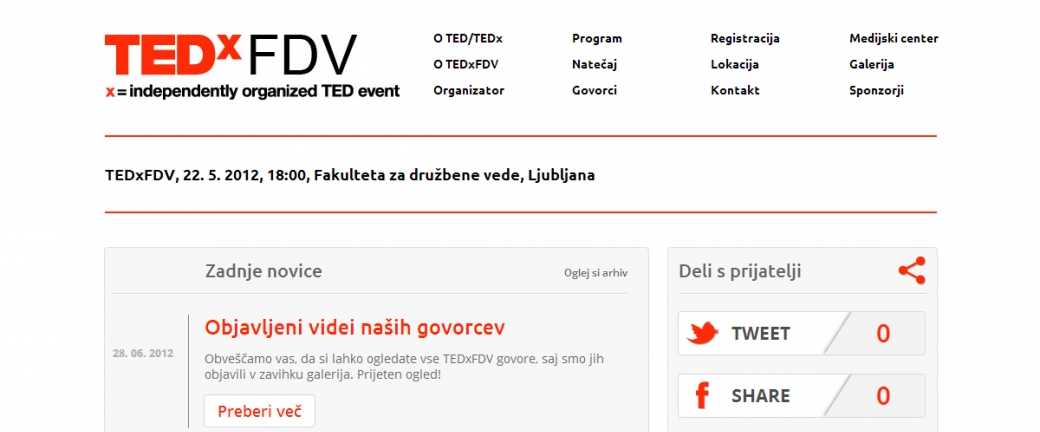 TEDxFDV
x = independently organized TED event
O TED/TEDx
O TEDxFDV
Organizator
Program
Natečaj
Govorci
Registracija
Lokacija
Kontakt
Medijski center
Galerija
Sponzorji
TEDxFDV, 22. 5. 2012, 18:00, Fakulteta za družbene vede, Ljubljana
Zadnje novice
Oglej si arhiv
28. 06. 2012
Objavljeni videi naših govorcev
Obveščamo vas, da si lahko ogledate vse TEDxFDV govore, saj smo jih
objavili v zavihku galerija. Prijeten ogled!
Preberi več
Deli s prijatelji
TWEET 0
f SHARE 0